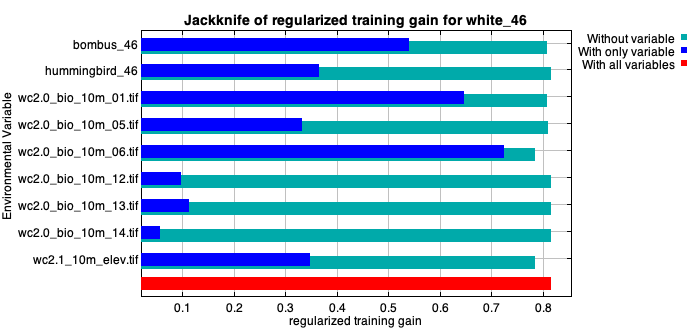 Jackknife of regularized training gain for white_46
Without variable
With only variable
With all variables
Environmental Variable
bombus_46
hummingbird_46
wc2.0_bio_10m_01.tif
wc2.0_bio_10m_05.tif
wc2.0_bio_10m_06.tif
wc2.0_bio_10m_12.tif
wc2.0_bio_10m_13.tif
wc2.0_bio_10m_14.tif
wc2.1_10m_elev.tif
0.1 0.2 0.3 0.4 0.5 0.6 0.7 0.8
regularized training gain